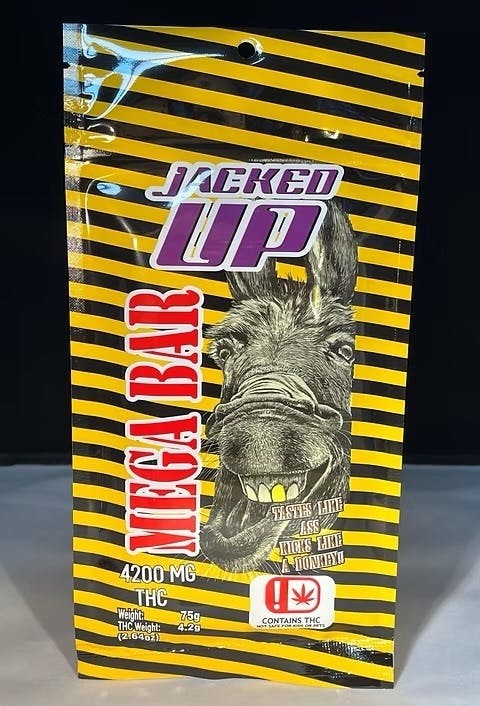 JACKED
UP
MEGA BAR
TASTES LIKE
ASS
KICKS LIKE
A DONKEY!!
4200 MG
THC
Weight: 75g
THC Weight: 4.2g
(2.64oz)
CONTAINS THC
NOT SAFE FOR KIDS OR PETS